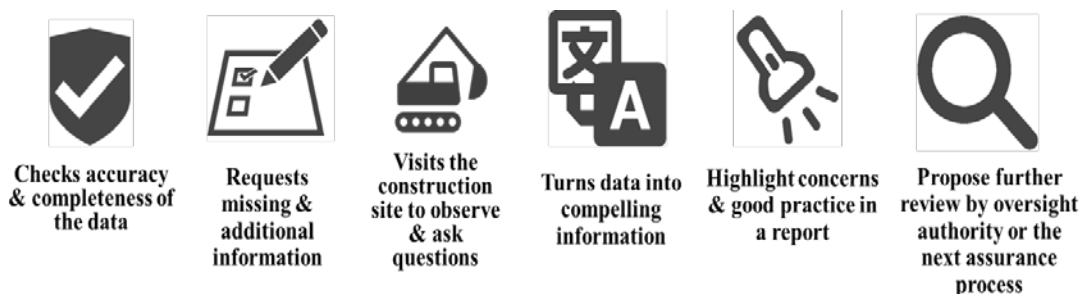 Checks accuracy
& completeness of
the data
Requests
missing &
additional
information
Visits the
construction
site to observe
& ask
questions
文
A
Turns data into
compelling
information
Highlight concerns
& good practice in
a report
Propose further
review by oversight
authority or the
next assurance
process